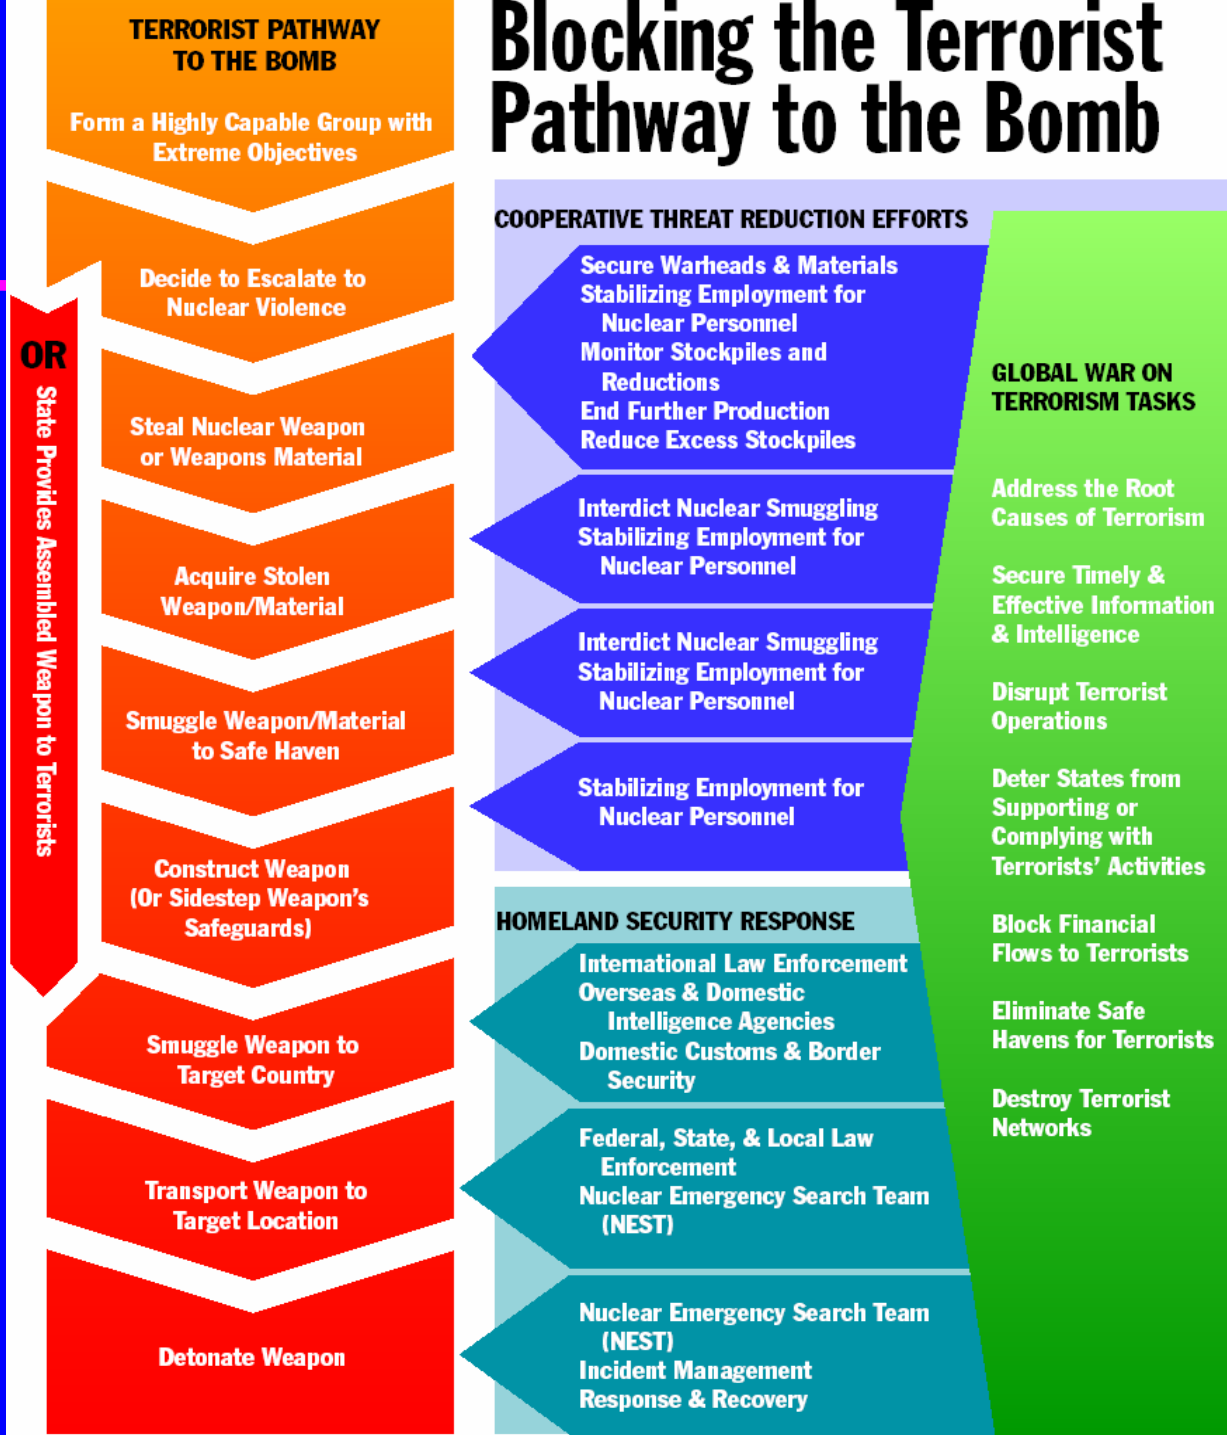 TERRORIST PATHWAY
TO THE BOMB
Form a Highly Capable Group with
Extreme Objectives
Decide to Escalate to
Nuclear Violence
OR
State Provides Assembled Weapon to Terrorists
Steal Nuclear Weapon
or Weapons Material
Acquire Stolen
Weapon/Material
Smuggle Weapon/Material
to Safe Haven
Construct Weapon
(Or Sidestep Weapon's
Safeguards)
Smuggle Weapon to
Target Country
Transport Weapon to
Target Location
Detonate Weapon
Blocking the Terrorist
Pathway to the Bomb
COOPERATIVE THREAT REDUCTION EFFORTS
Secure Warheads & Materials
Stabilizing Employment for
Nuclear Personnel
Monitor Stockpiles and
Reductions
End Further Production
Reduce Excess Stockpiles
Interdict Nuclear Smuggling
Stabilizing Employment for
Nuclear Personnel
Interdict Nuclear Smuggling
Stabilizing Employment for
Nuclear Personnel
Stabilizing Employment for
Nuclear Personnel
HOMELAND SECURITY RESPONSE
International Law Enforcement
Overseas & Domestic
Intelligence Agencies
Domestic Customs & Border
Security
Federal, State, & Local Law
Enforcement
Nuclear Emergency Search Team
(NEST)
Nuclear Emergency Search Team
(NEST)
Incident Management
Response & Recovery
GLOBAL WAR ON
TERRORISM TASKS
Address the Root
Causes of Terrorism
Secure Timely &
Effective Information
& Intelligence
Disrupt Terrorist
Operations
Deter States from
Supporting or
Complying with
Terrorists' Activities
Block Financial
Flows to Terrorists
Eliminate Safe
Havens for Terrorists
Destroy Terrorist
Networks